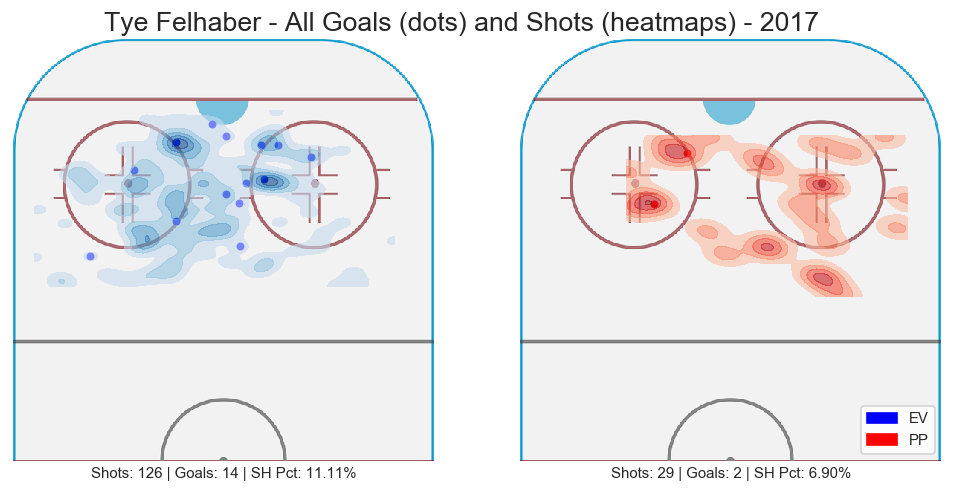 Tye Felhaber - All Goals (dots) and Shots (heatmaps) - 2017
EV
PP
Shots: 126 | Goals: 14 | SH Pct: 11.11%
Shots: 29 | Goals: 2 | SH Pct: 6.90%